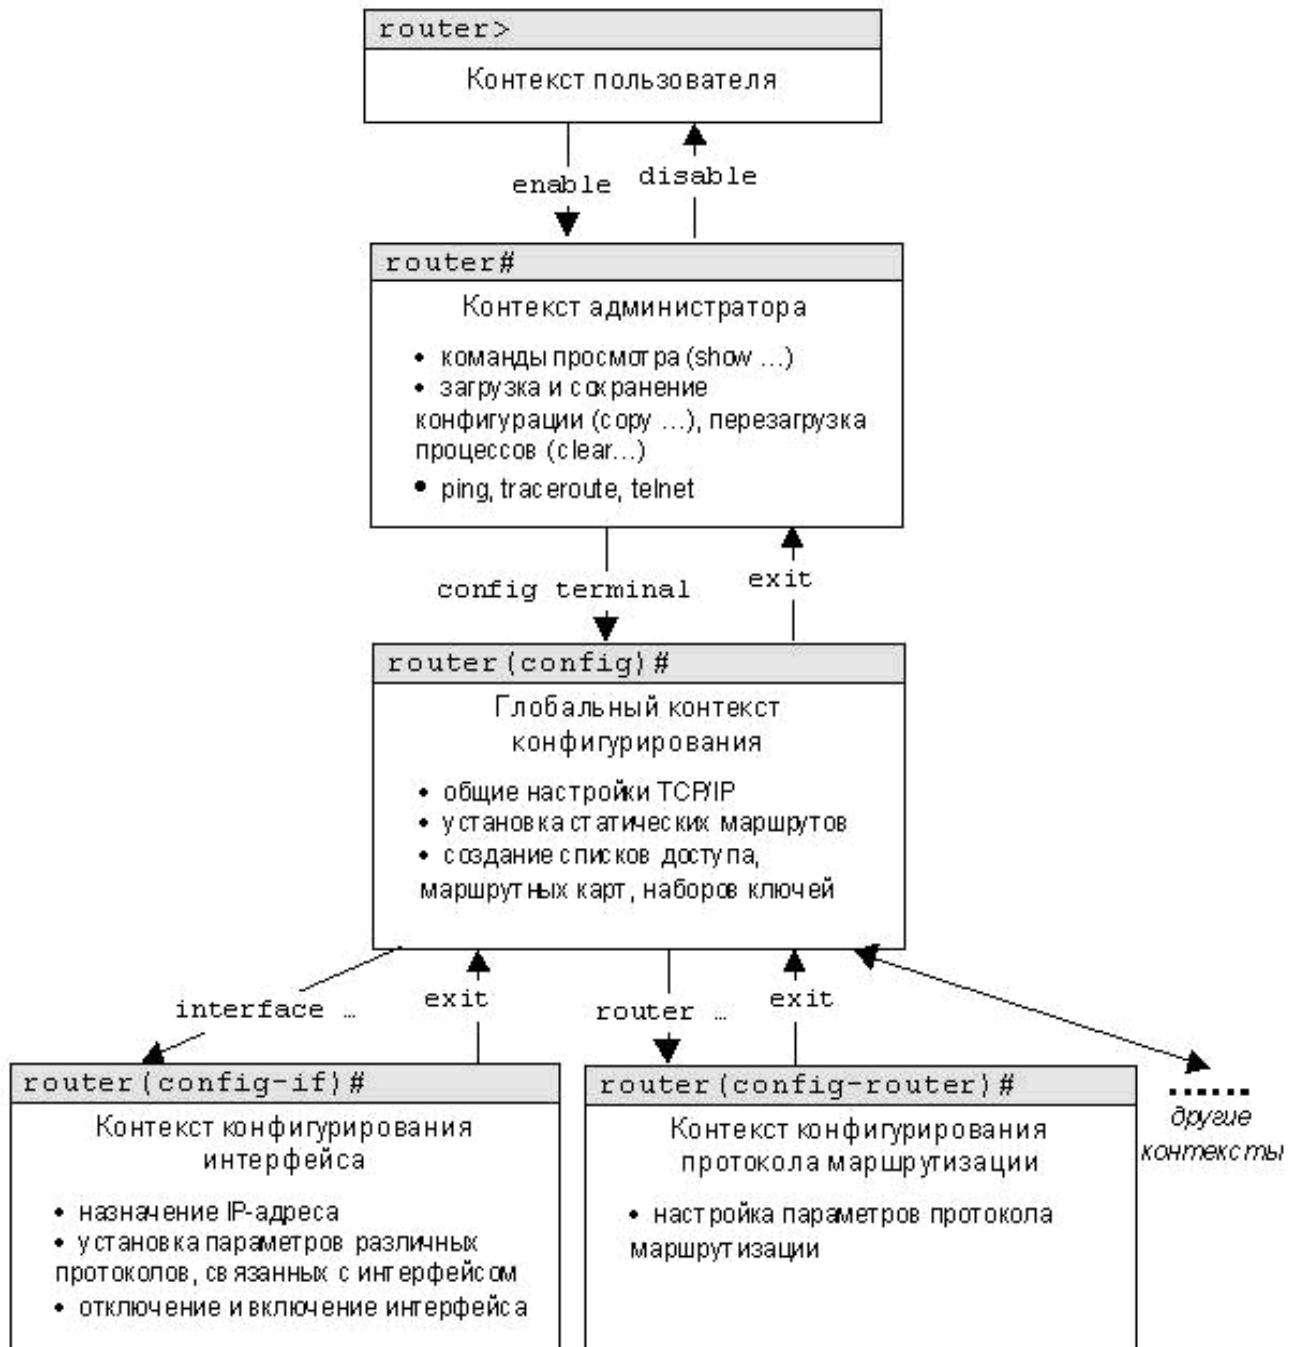 router>
Контекст пользователя
enable
disable
router#
Контекст администратора
• команды просмотра (show ...)
• загрузка и сохранение
конфигурации (copy ...), перезагрузка
процессов (clear...)
• ping, traceroute, telnet
config terminal
exit
router(config)#
Глобальный контекст
конфигурирования
• общие настройки TCP/IP
• установка статических маршрутов
• создание списков доступа,
маршрутных карт, наборов ключей
interface ...
exit
router ...
exit
router(config-if)#
Контекст конфигурирования
интерфейса
• назначение IP-адреса
• установка параметров различных
протоколов, связанных с интерфейсом
• отключение и включение интерфейса
router(config-router)#
Контекст конфигурирования
протокола маршрутизации
• настройка параметров протокола
маршрутизации
другие
контексты